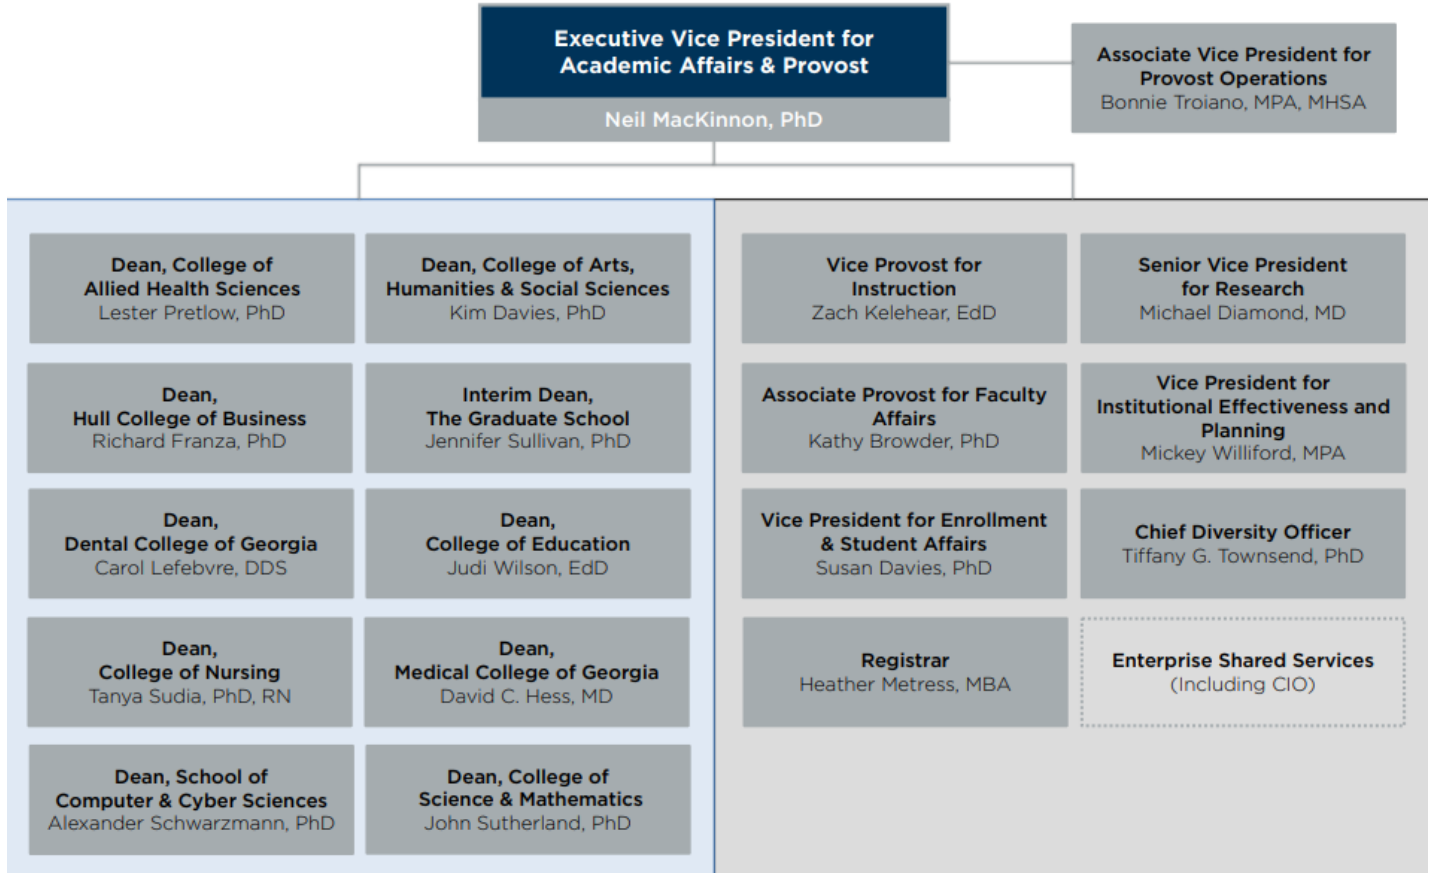 Executive Vice President for
Academic Affairs & Provost
Neil MacKinnon, PhD
Associate Vice President for
Provost Operations
Bonnie Troiano, MPA, MHSA
Dean, College of
Allied Health Sciences
Lester Pretlow, PhD
Dean, College of Arts,
Humanities & Social Sciences
Kim Davies, PhD
Dean,
Hull College of Business
Richard Franza, PhD
Interim Dean,
The Graduate School
Jennifer Sullivan, PhD
Dean,
Dental College of Georgia
Carol Lefebvre, DDS
Dean,
College of Education
Judi Wilson, EdD
Dean,
College of Nursing
Tanya Sudia, PhD, RN
Dean,
Medical College of Georgia
David C. Hess, MD
Dean, School of
Computer & Cyber Sciences
Alexander Schwarzmann, PhD
Dean, College of
Science & Mathematics
John Sutherland, PhD
Vice Provost for
Instruction
Zach Kelehear, EdD
Senior Vice President
for Research
Michael Diamond, MD
Associate Provost for Faculty
Affairs
Kathy Browder, PhD
Vice President for
Institutional Effectiveness and
Planning
Mickey Williford, MPA
Vice President for Enrollment
& Student Affairs
Susan Davies, PhD
Chief Diversity Officer
Tiffany G. Townsend, PhD
Registrar
Heather Metress, MBA
Enterprise Shared Services
(Including CIO)